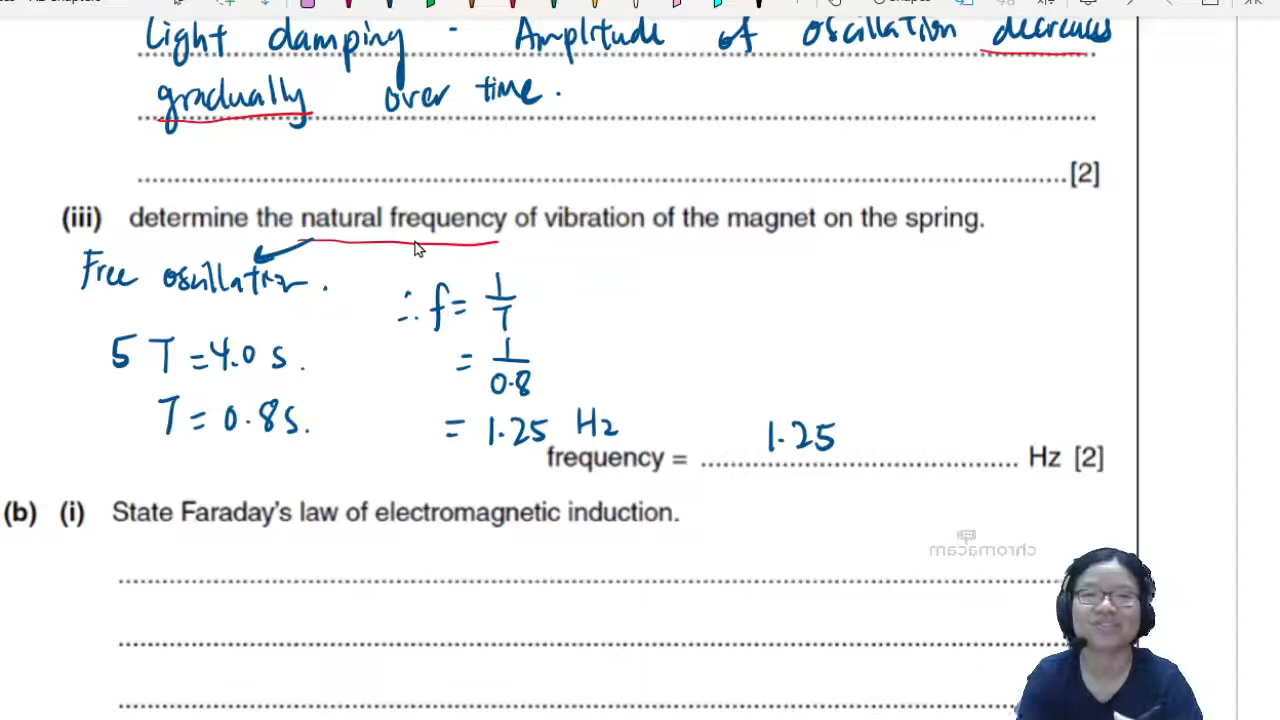 Light damping - Amplitude of oscillation decreases
gradually over time.
[2]
(iii) determine the natural frequency of vibration of the magnet on the spring.
Free oscillation.
5 T = 4.0 s.
T = 0.8 s.
∴ f = 1/T
= 1/0.8
= 1.25 Hz
frequency = 1.25 Hz [2]
(b) (i) State Faraday's law of electromagnetic induction.
chromacam